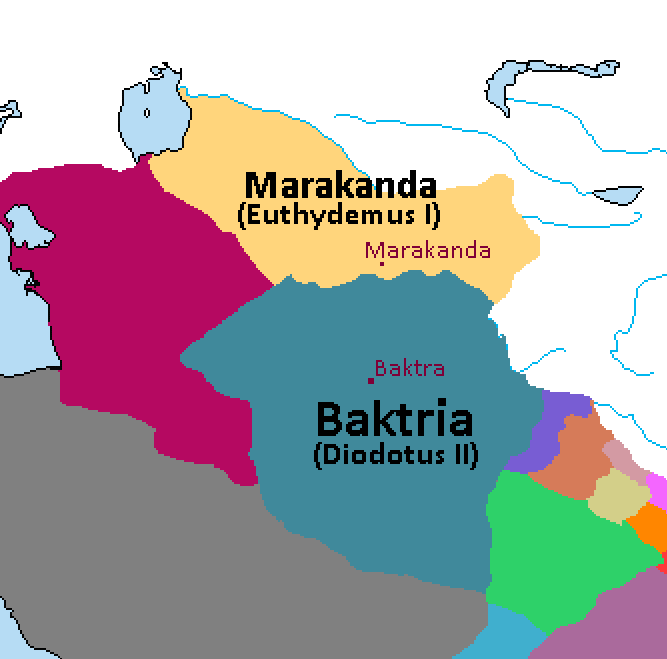 Marakanda
(Euthydemus I)
Marakanda
Baktra
Baktria
(Diodotus II)